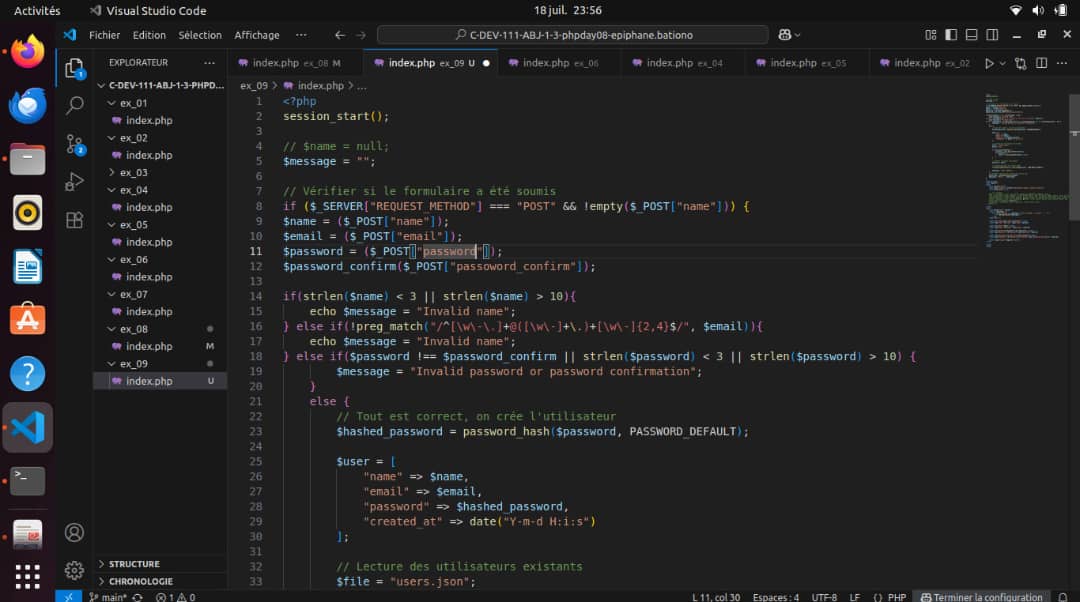 Activités
Visual Studio Code
18 juil. 23:56
Fichier Edition Sélection Affichage ···
C-DEV-111-ABJ-1-3-phpday08-epiphane.bationo
EXPLORATEUR ···
index.php ex_08 M
index.php ex_09 U
index.php ex_06
index.php ex_04
index.php ex_05
index.php ex_02
ex_09 > index.php > ...
C-DEV-111-ABJ-1-3-PHPD...
ex_01
index.php
ex_02
index.php
ex_03
ex_04
index.php
ex_05
index.php
ex_06
index.php
ex_07
index.php
ex_08
index.php M
ex_09
index.php U
STRUCTURE
CHRONOLOGIE
1 <?php
2 session_start();
3
4 // $name = null;
5 $message = "";
6
7 // Vérifier si le formulaire a été soumis
8 if ($_SERVER["REQUEST_METHOD"] === "POST" && !empty($_POST["name"])) {
9 $name = ($_POST["name"]);
10 $email = ($_POST["email"]);
11 $password = ($_POST["password"]);
12 $password_confirm($_POST["passoword_confirm"]);
13
14 if(strlen($name) < 3 || strlen($name) > 10){
15 echo $message = "Invalid name";
16 } else if(!preg_match("/^[\w\-\.]+@([\w\-]+\.)+[\w\-]{2,4}$/", $email)){
17 echo $message = "Invalid name";
18 } else if($password !== $password_confirm || strlen($password) < 3 || strlen($password) > 10) {
19 $message = "Invalid password or password confirmation";
20 }
21 else {
22 // Tout est correct, on crée l'utilisateur
23 $hashed_password = password_hash($password, PASSWORD_DEFAULT);
24
25 $user = [
26 "name" => $name,
27 "email" => $email,
28 "password" => $hashed_password,
29 "created_at" => date("Y-m-d H:i:s")
30 ];
31
32 // Lecture des utilisateurs existants
33 $file = "users.json";
main* 1 0
L 11, col 30 Espaces : 4 UTF-8 LF {} PHP Terminer la configuration